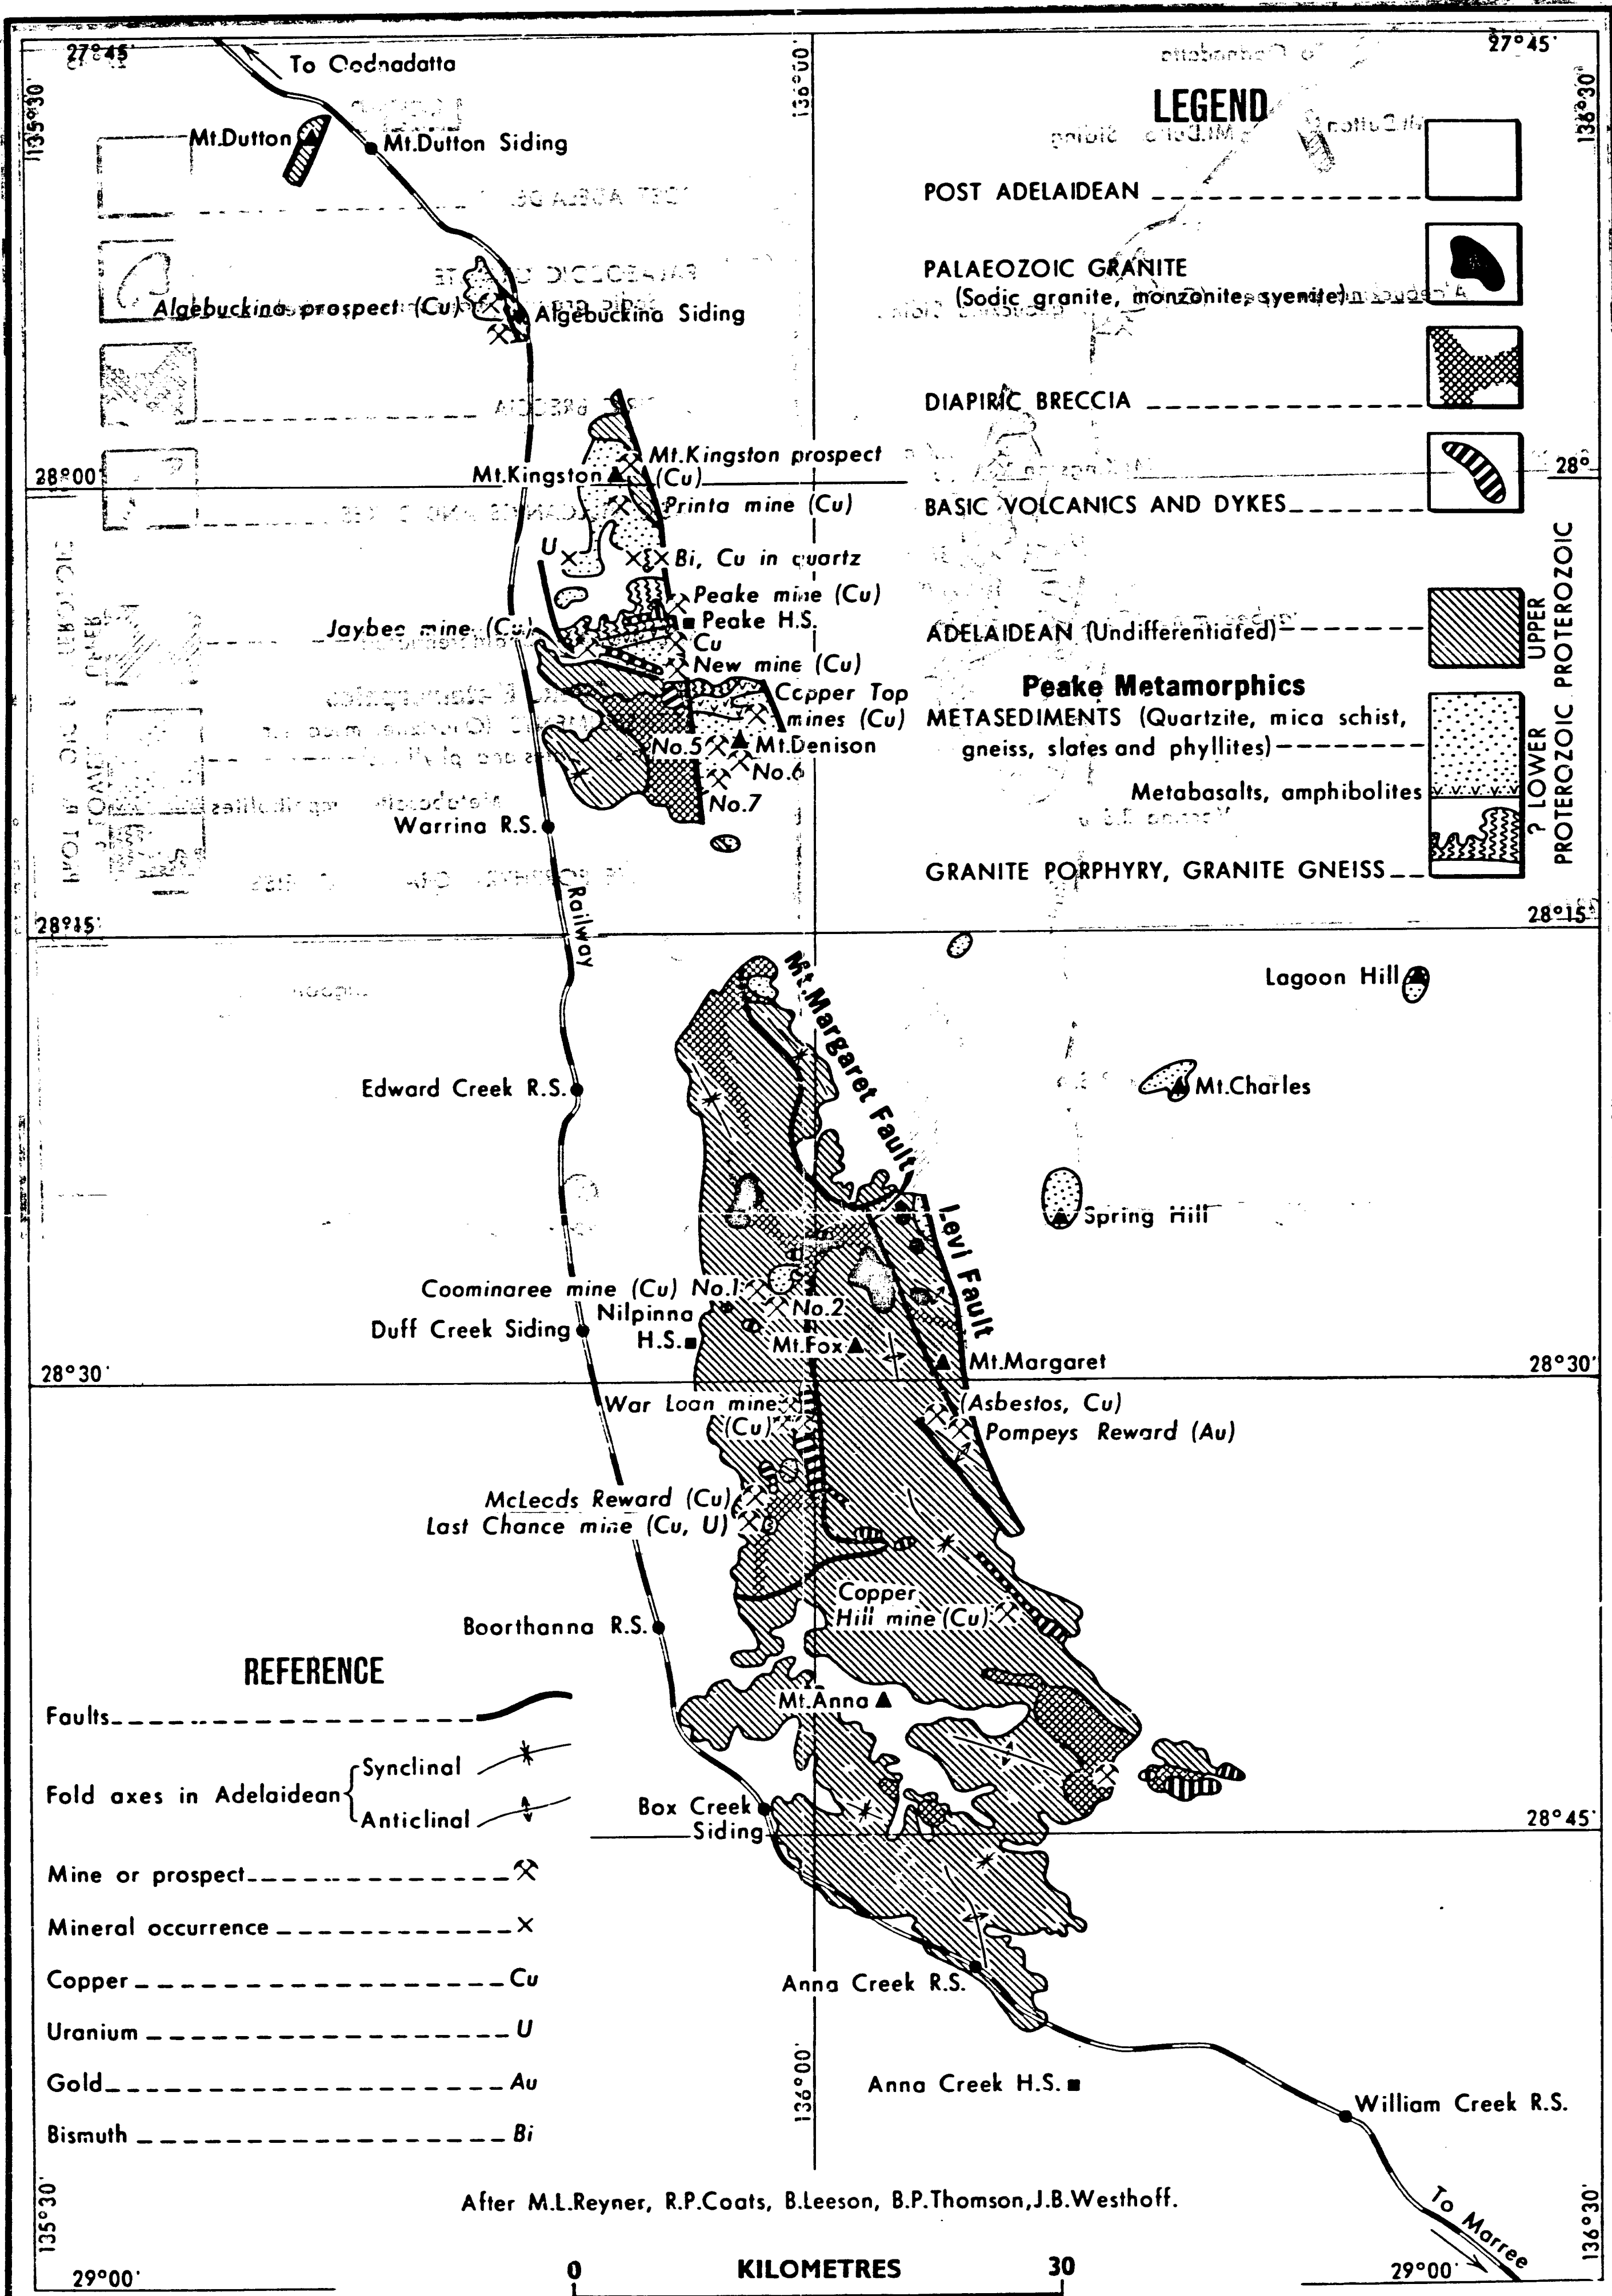 27°45'
27°45'
135°30'
136°00'
136°30'
To Oodnadatta
Mt.Dutton
Mt.Dutton Siding
Algebuckina prospect (Cu)
Algebuckina Siding
LEGEND
POST ADELAIDEAN
PALAEOZOIC GRANITE
(Sodic granite, monzonite, syenite)
DIAPIRIC BRECCIA
BASIC VOLCANICS AND DYKES
ADELAIDEAN (Undifferentiated)
UPPER
Peake Metamorphics
METASEDIMENTS (Quartzite, mica schist,
gneiss, slates and phyllites)
Metabasalts, amphibolites
GRANITE PORPHYRY, GRANITE GNEISS
? LOWER
PROTEROZOIC PROTEROZOIC
28°00'
28°
Mt.Kingston
Mt.Kingston prospect
(Cu)
Printa mine (Cu)
U
Bi, Cu in quartz
Peake mine (Cu)
Peake H.S.
Jaybee mine (Cu)
Cu
New mine (Cu)
Copper Top
mines (Cu)
No.5
Mt.Denison
No.6
No.7
Warrina R.S.
Railway
28°15'
28°15'
Mt.Margaret Fault
Lagoon Hill
Edward Creek R.S.
Mt.Charles
Spring Hill
Levi Fault
Coominaree mine (Cu) No.1
No.2
Nilpinna
H.S.
Duff Creek Siding
Mt.Fox
Mt.Margaret
28°30'
28°30'
War Loan mine
(Cu)
(Asbestos, Cu)
Pompeys Reward (Au)
McLeods Reward (Cu)
Last Chance mine (Cu, U)
Copper
Hill mine (Cu)
Boorthanna R.S.
Mt.Anna
REFERENCE
Faults
Fold axes in Adelaidean
Synclinal
Anticlinal
Box Creek
Siding
28°45'
Mine or prospect
Mineral occurrence
Copper Cu
Uranium U
Gold Au
Bismuth Bi
Anna Creek R.S.
Anna Creek H.S.
William Creek R.S.
136°00'
After M.L.Reyner, R.P.Coats, B.Leeson, B.P.Thomson, J.B.Westhoff.
To Marree
135°30'
136°30'
29°00'
0 KILOMETRES 30
29°00'